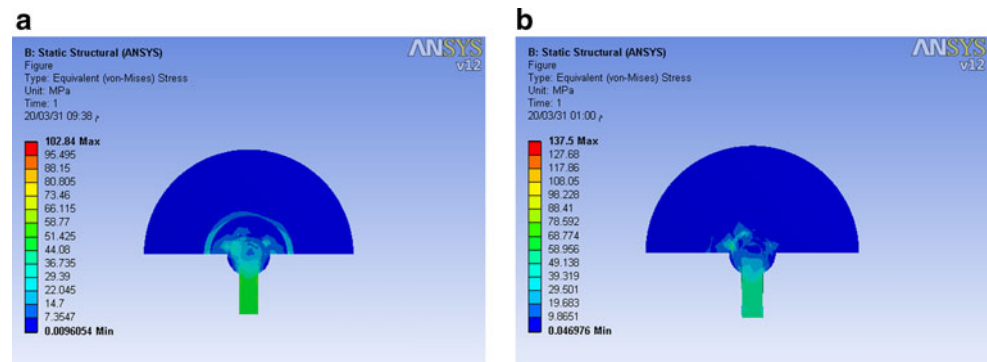 a
B: Static Structural (ANSYS)
Figure
Type: Equivalent (von-Mises) Stress
Unit: MPa
Time: 1
20/03/31 09:38 م
ANSYS
v12
102.84 Max
95.495
88.15
80.805
73.46
66.115
58.77
51.425
44.08
36.735
29.39
22.045
14.7
7.3547
0.0096054 Min
b
B: Static Structural (ANSYS)
Figure
Type: Equivalent (von-Mises) Stress
Unit: MPa
Time: 1
20/03/31 01:00 م
ANSYS
v12
137.5 Max
127.68
117.86
108.05
98.228
88.41
78.592
68.774
58.956
49.138
39.319
29.501
19.683
9.8651
0.046976 Min